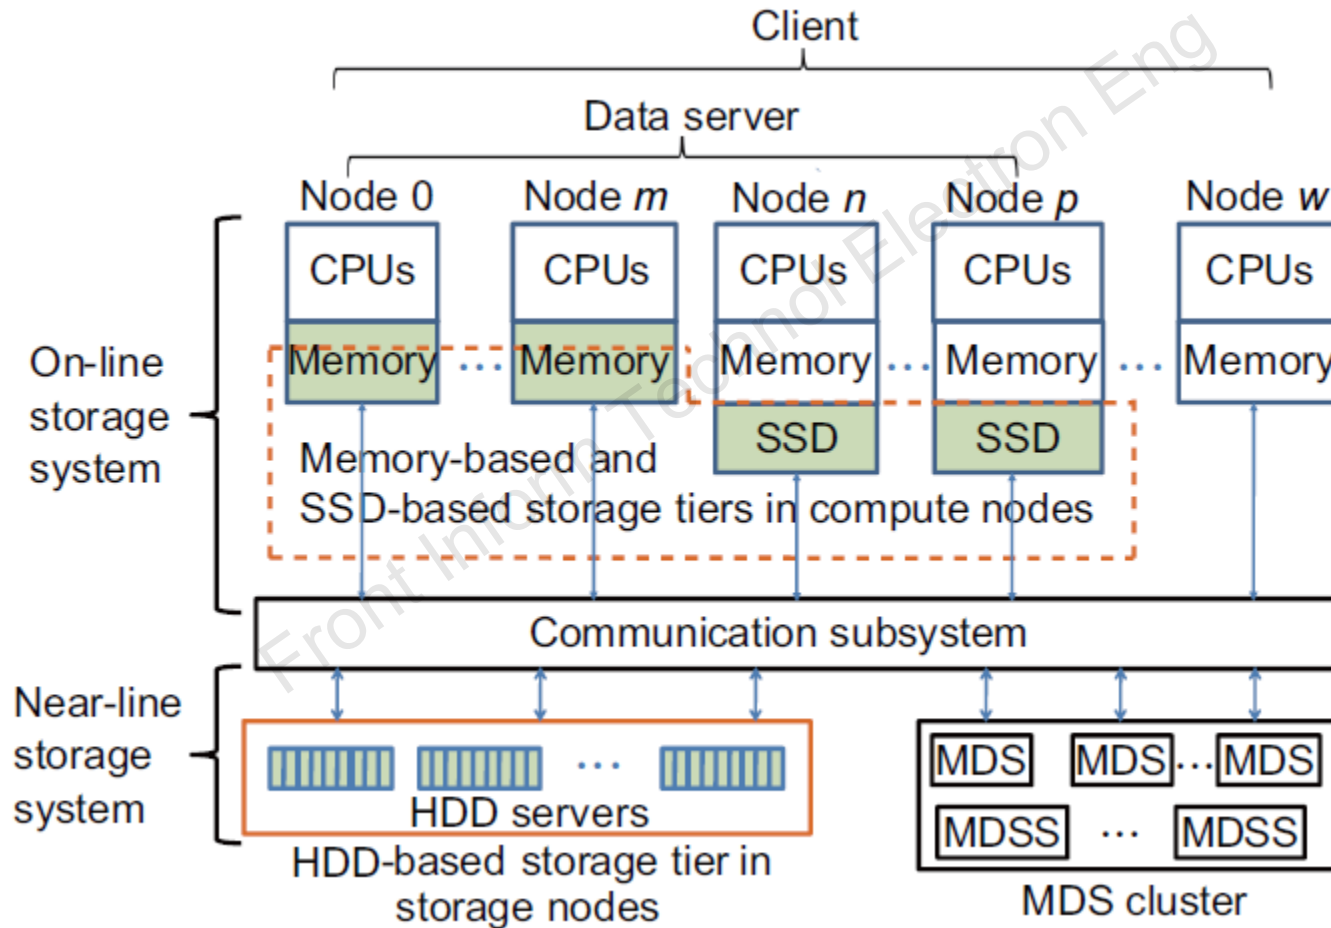 Client
Data server
Node 0 Node m Node n Node p Node w
CPUs CPUs CPUs CPUs CPUs
Memory ... Memory Memory ... Memory ... Memory
SSD SSD
On-line
storage
system
Memory-based and
SSD-based storage tiers in compute nodes
Communication subsystem
Near-line
storage
system
... 
HDD servers
HDD-based storage tier in
storage nodes
MDS MDS ... MDS
MDSS ... MDSS
MDS cluster
Front Inform Technol Electron Eng